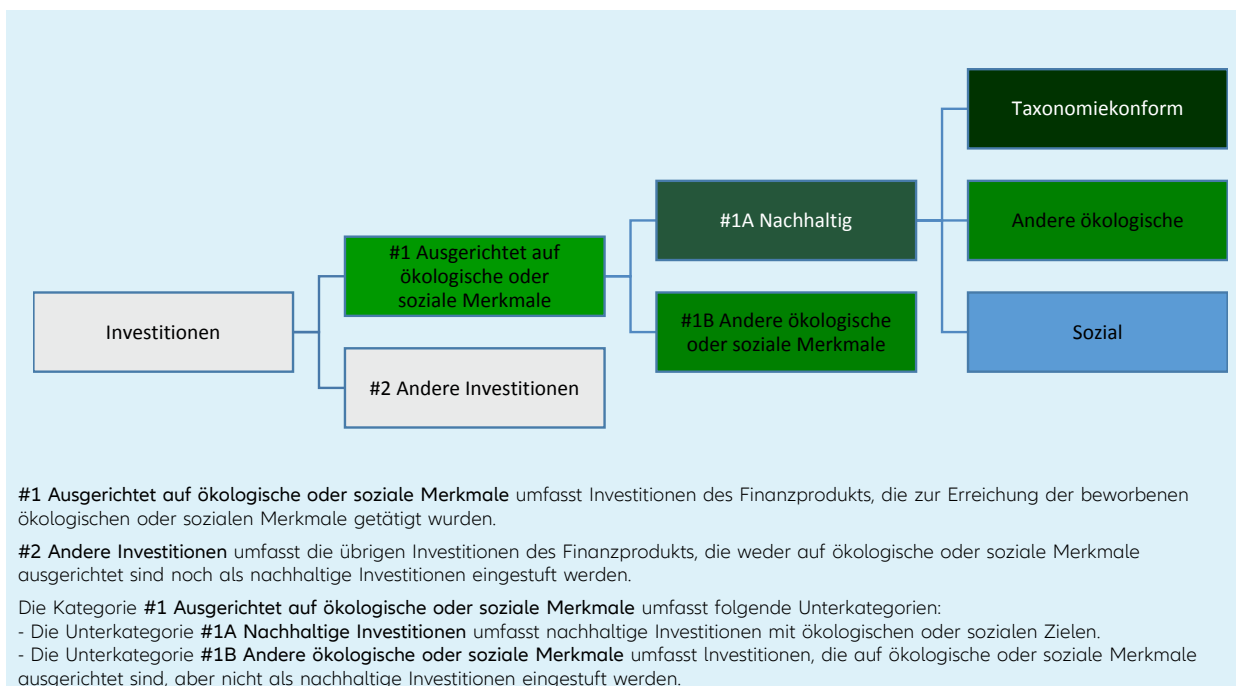 Taxonomiekonform
#1A Nachhaltig
Andere ökologische
#1 Ausgerichtet auf
ökologische oder
soziale Merkmale
Investitionen
#1B Andere ökologische
oder soziale Merkmale
Sozial
#2 Andere Investitionen
#1 Ausgerichtet auf ökologische oder soziale Merkmale umfasst Investitionen des Finanzprodukts, die zur Erreichung der beworbenen
ökologischen oder sozialen Merkmale getätigt wurden.
#2 Andere Investitionen umfasst die übrigen Investitionen des Finanzprodukts, die weder auf ökologische oder soziale Merkmale
ausgerichtet sind noch als nachhaltige Investitionen eingestuft werden.
Die Kategorie #1 Ausgerichtet auf ökologische oder soziale Merkmale umfasst folgende Unterkategorien:
- Die Unterkategorie #1A Nachhaltige Investitionen umfasst nachhaltige Investitionen mit ökologischen oder sozialen Zielen.
- Die Unterkategorie #1B Andere ökologische oder soziale Merkmale umfasst Investitionen, die auf ökologische oder soziale Merkmale
ausgerichtet sind, aber nicht als nachhaltige Investitionen eingestuft werden.